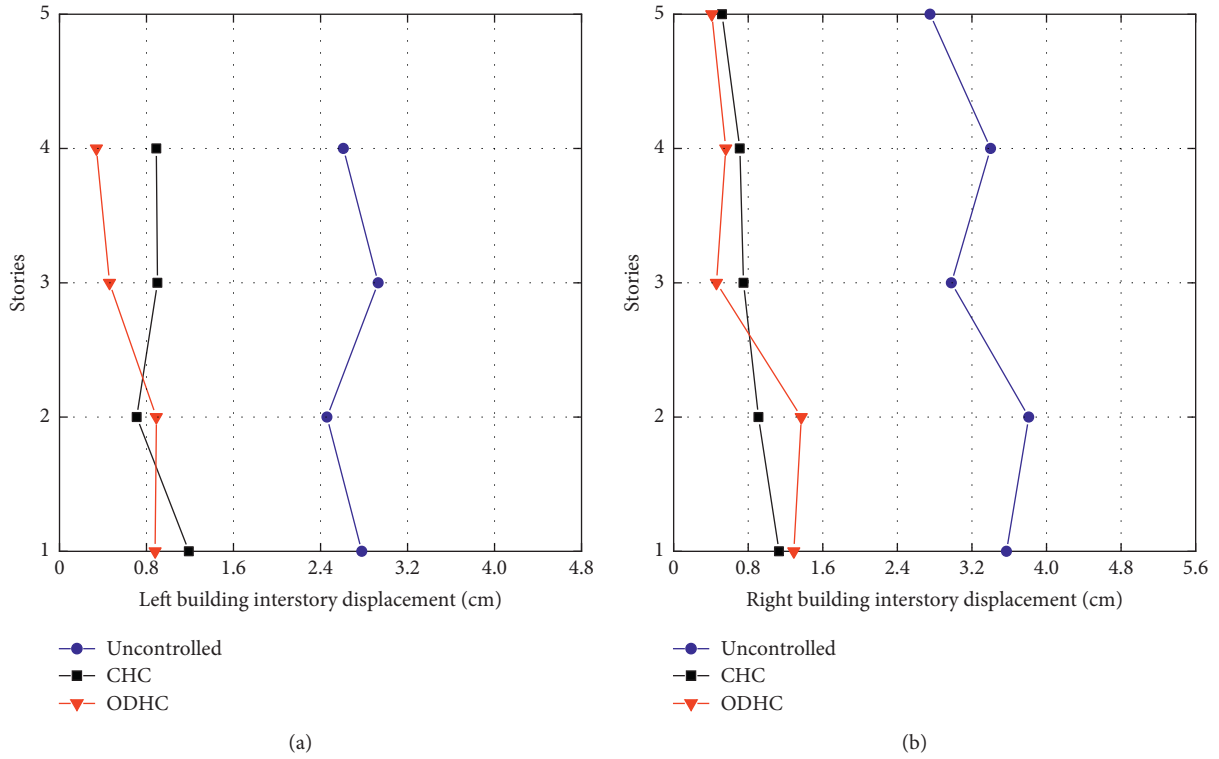 5
4
3
2
1
Stories
0 0.8 1.6 2.4 3.2 4.0 4.8
Left building interstory displacement (cm)
Uncontrolled
CHC
ODHC
(a)
5
4
3
2
1
Stories
0 0.8 1.6 2.4 3.2 4.0 4.8 5.6
Right building interstory displacement (cm)
Uncontrolled
CHC
ODHC
(b)